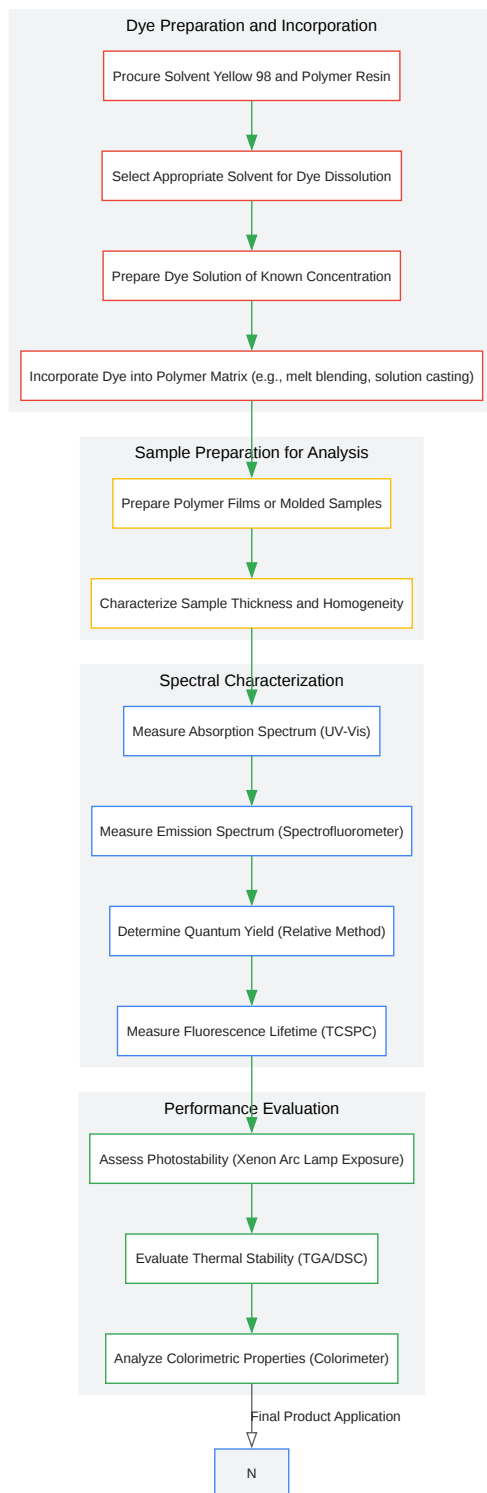 Dye Preparation and Incorporation
Procure Solvent Yellow 98 and Polymer Resin
Select Appropriate Solvent for Dye Dissolution
Prepare Dye Solution of Known Concentration
Incorporate Dye into Polymer Matrix (e.g., melt blending, solution casting)
Sample Preparation for Analysis
Prepare Polymer Films or Molded Samples
Characterize Sample Thickness and Homogeneity
Spectral Characterization
Measure Absorption Spectrum (UV-Vis)
Measure Emission Spectrum (Spectrofluorometer)
Determine Quantum Yield (Relative Method)
Measure Fluorescence Lifetime (TCSPC)
Performance Evaluation
Assess Photostability (Xenon Arc Lamp Exposure)
Evaluate Thermal Stability (TGA/DSC)
Analyze Colorimetric Properties (Colorimeter)
Final Product Application
N